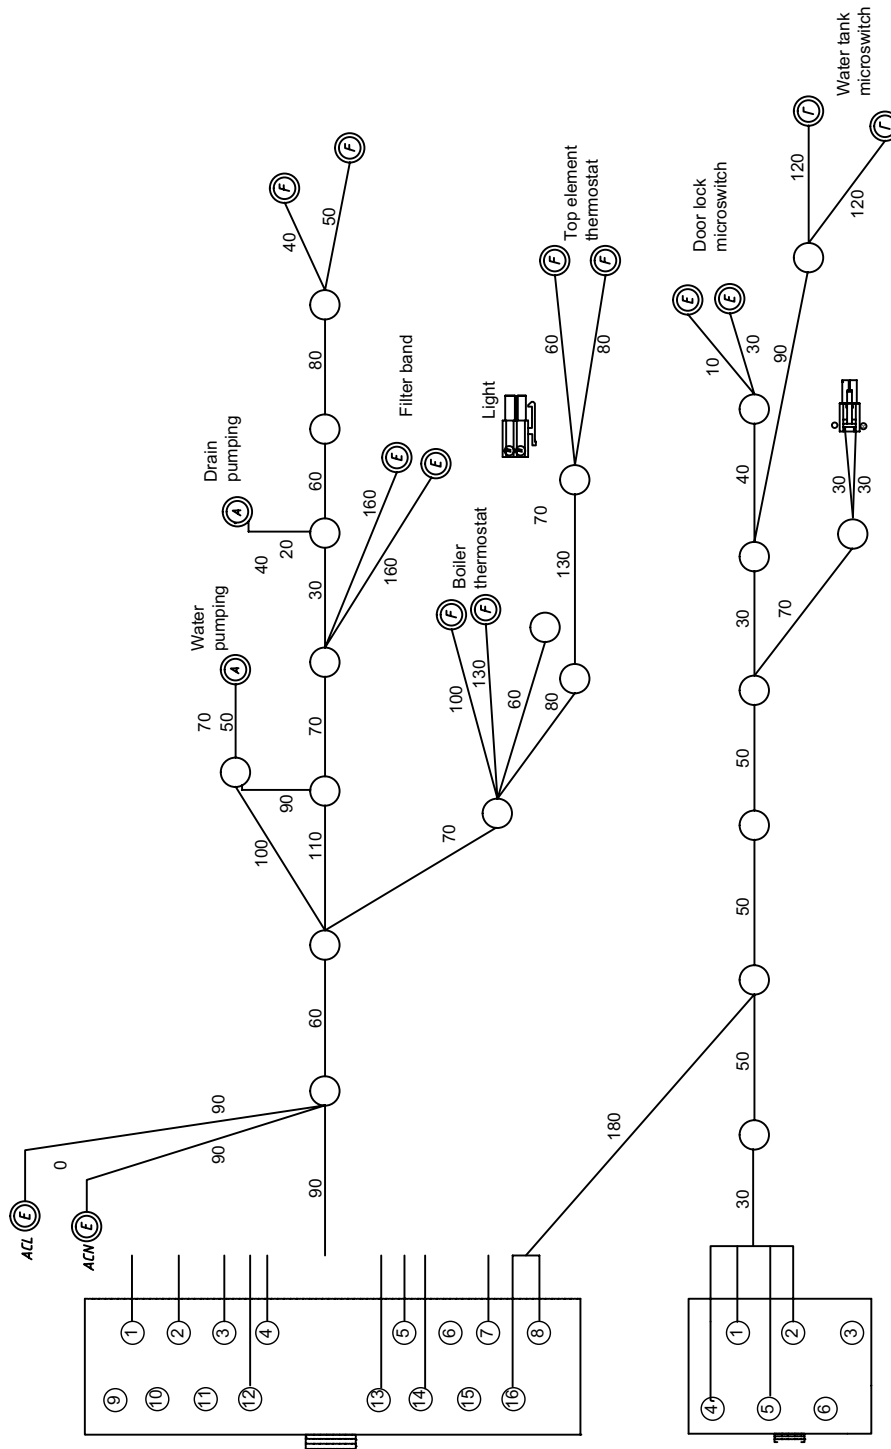 ACL
E
0
ACN
E
90
90
9
10
11
12
13
14
15
16
1
2
3
4
5
6
7
8
90
60
100
110
90
70
50
Water
pumping
A
70
30
40
20
Drain
pumping
A
60
80
40
50
F
F
160
160
Filter band
E
E
70
100
130
Boiler
thermostat
F
F
60
80
130
70
Light
60
80
Top element
thermostat
F
F
180
4
5
6
1
2
3
30
50
50
50
30
40
10
30
Door lock
microswitch
E
E
70
30
30
90
120
120
Water tank
microswitch